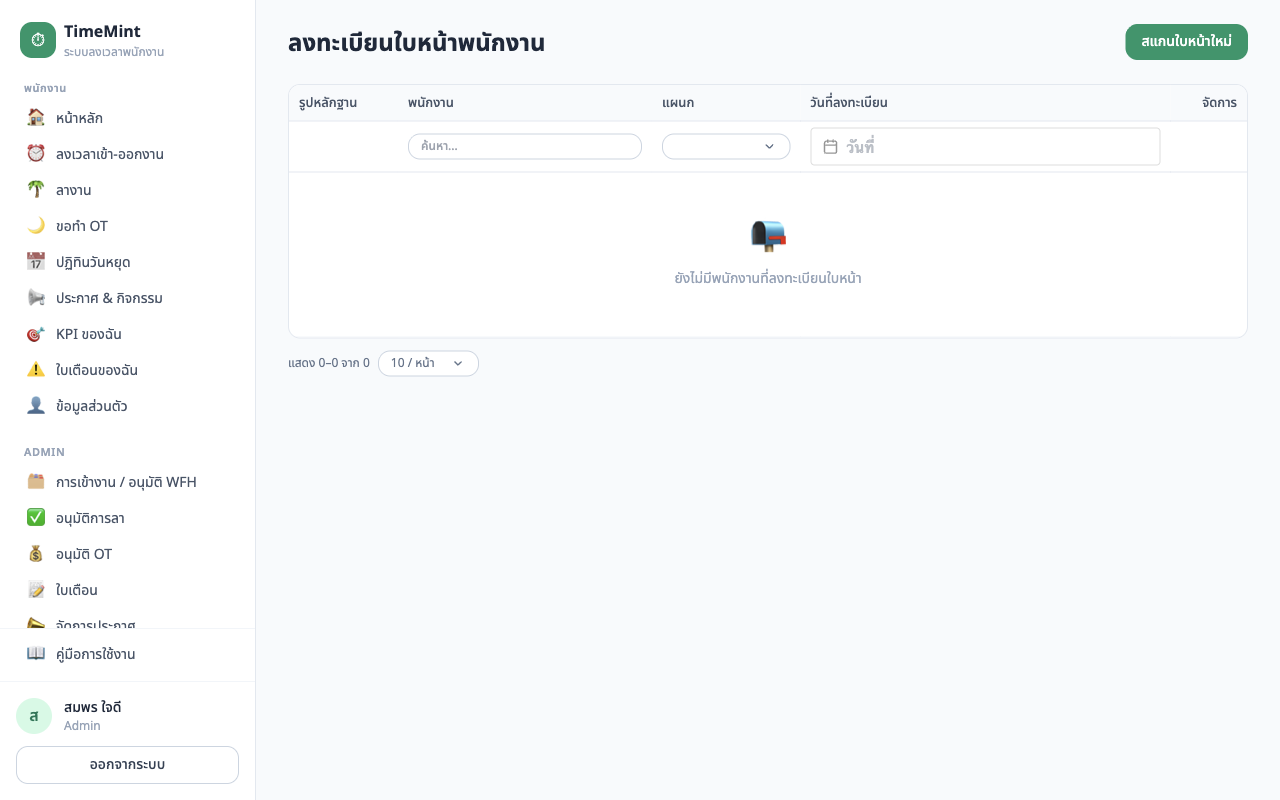 TimeMint
ระบบลงเวลาพนักงาน
พนักงาน
หน้าหลัก
ลงเวลาเข้า-ออกงาน
ลางาน
ขอทำ OT
ปฏิทินวันหยุด
ประกาศ & กิจกรรม
KPI ของฉัน
ใบเตือนของฉัน
ข้อมูลส่วนตัว
ADMIN
การเข้างาน / อนุมัติ WFH
อนุมัติการลา
อนุมัติ OT
ใบเตือน
จัดการประกาศ
คู่มือการใช้งาน
ส
สมพร ใจดี
Admin
ออกจากระบบ
ลงทะเบียนใบหน้าพนักงาน
สแกนใบหน้าใหม่
รูปหลักฐาน พนักงาน แผนก วันที่ลงทะเบียน จัดการ
ค้นหา... วันที่
ยังไม่มีพนักงานที่ลงทะเบียนใบหน้า
แสดง 0–0 จาก 0 10 / หน้า